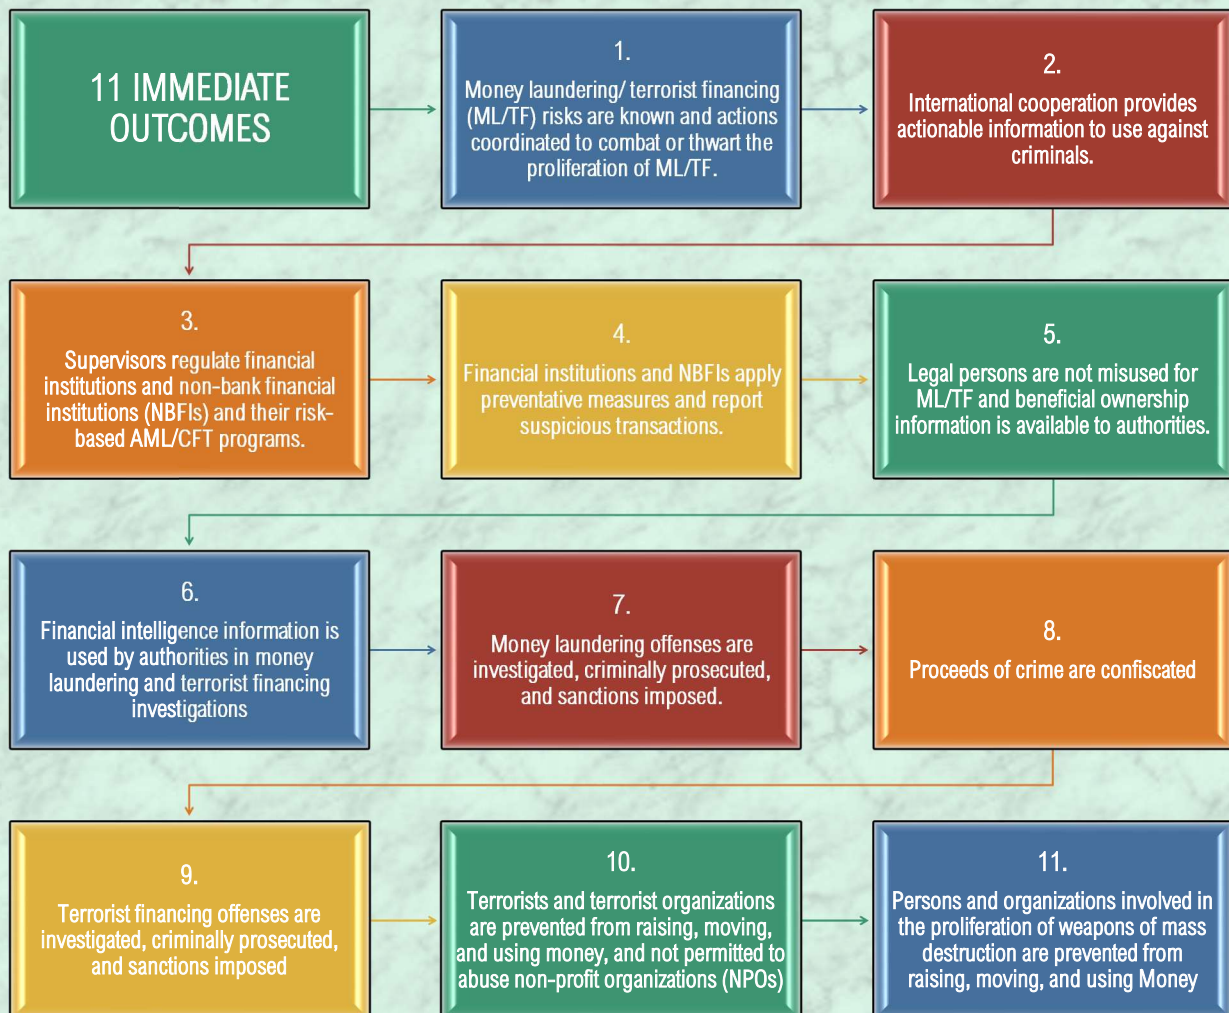 11 IMMEDIATE
OUTCOMES
1.
Money laundering/ terrorist financing
(ML/TF) risks are known and actions
coordinated to combat or thwart the
proliferation of ML/TF.
2.
International cooperation provides
actionable information to use against
criminals.
3.
Supervisors regulate financial
institutions and non-bank financial
institutions (NBFIs) and their risk-
based AML/CFT programs.
4.
Financial institutions and NBFIs apply
preventative measures and report
suspicious transactions.
5.
Legal persons are not misused for
ML/TF and beneficial ownership
information is available to authorities.
6.
Financial intelligence information is
used by authorities in money
laundering and terrorist financing
investigations
7.
Money laundering offenses are
investigated, criminally prosecuted,
and sanctions imposed.
8.
Proceeds of crime are confiscated
9.
Terrorist financing offenses are
investigated, criminally prosecuted,
and sanctions imposed
10.
Terrorists and terrorist organizations
are prevented from raising, moving,
and using money, and not permitted to
abuse non-profit organizations (NPOs)
11.
Persons and organizations involved in
the proliferation of weapons of mass
destruction are prevented from
raising, moving, and using Money